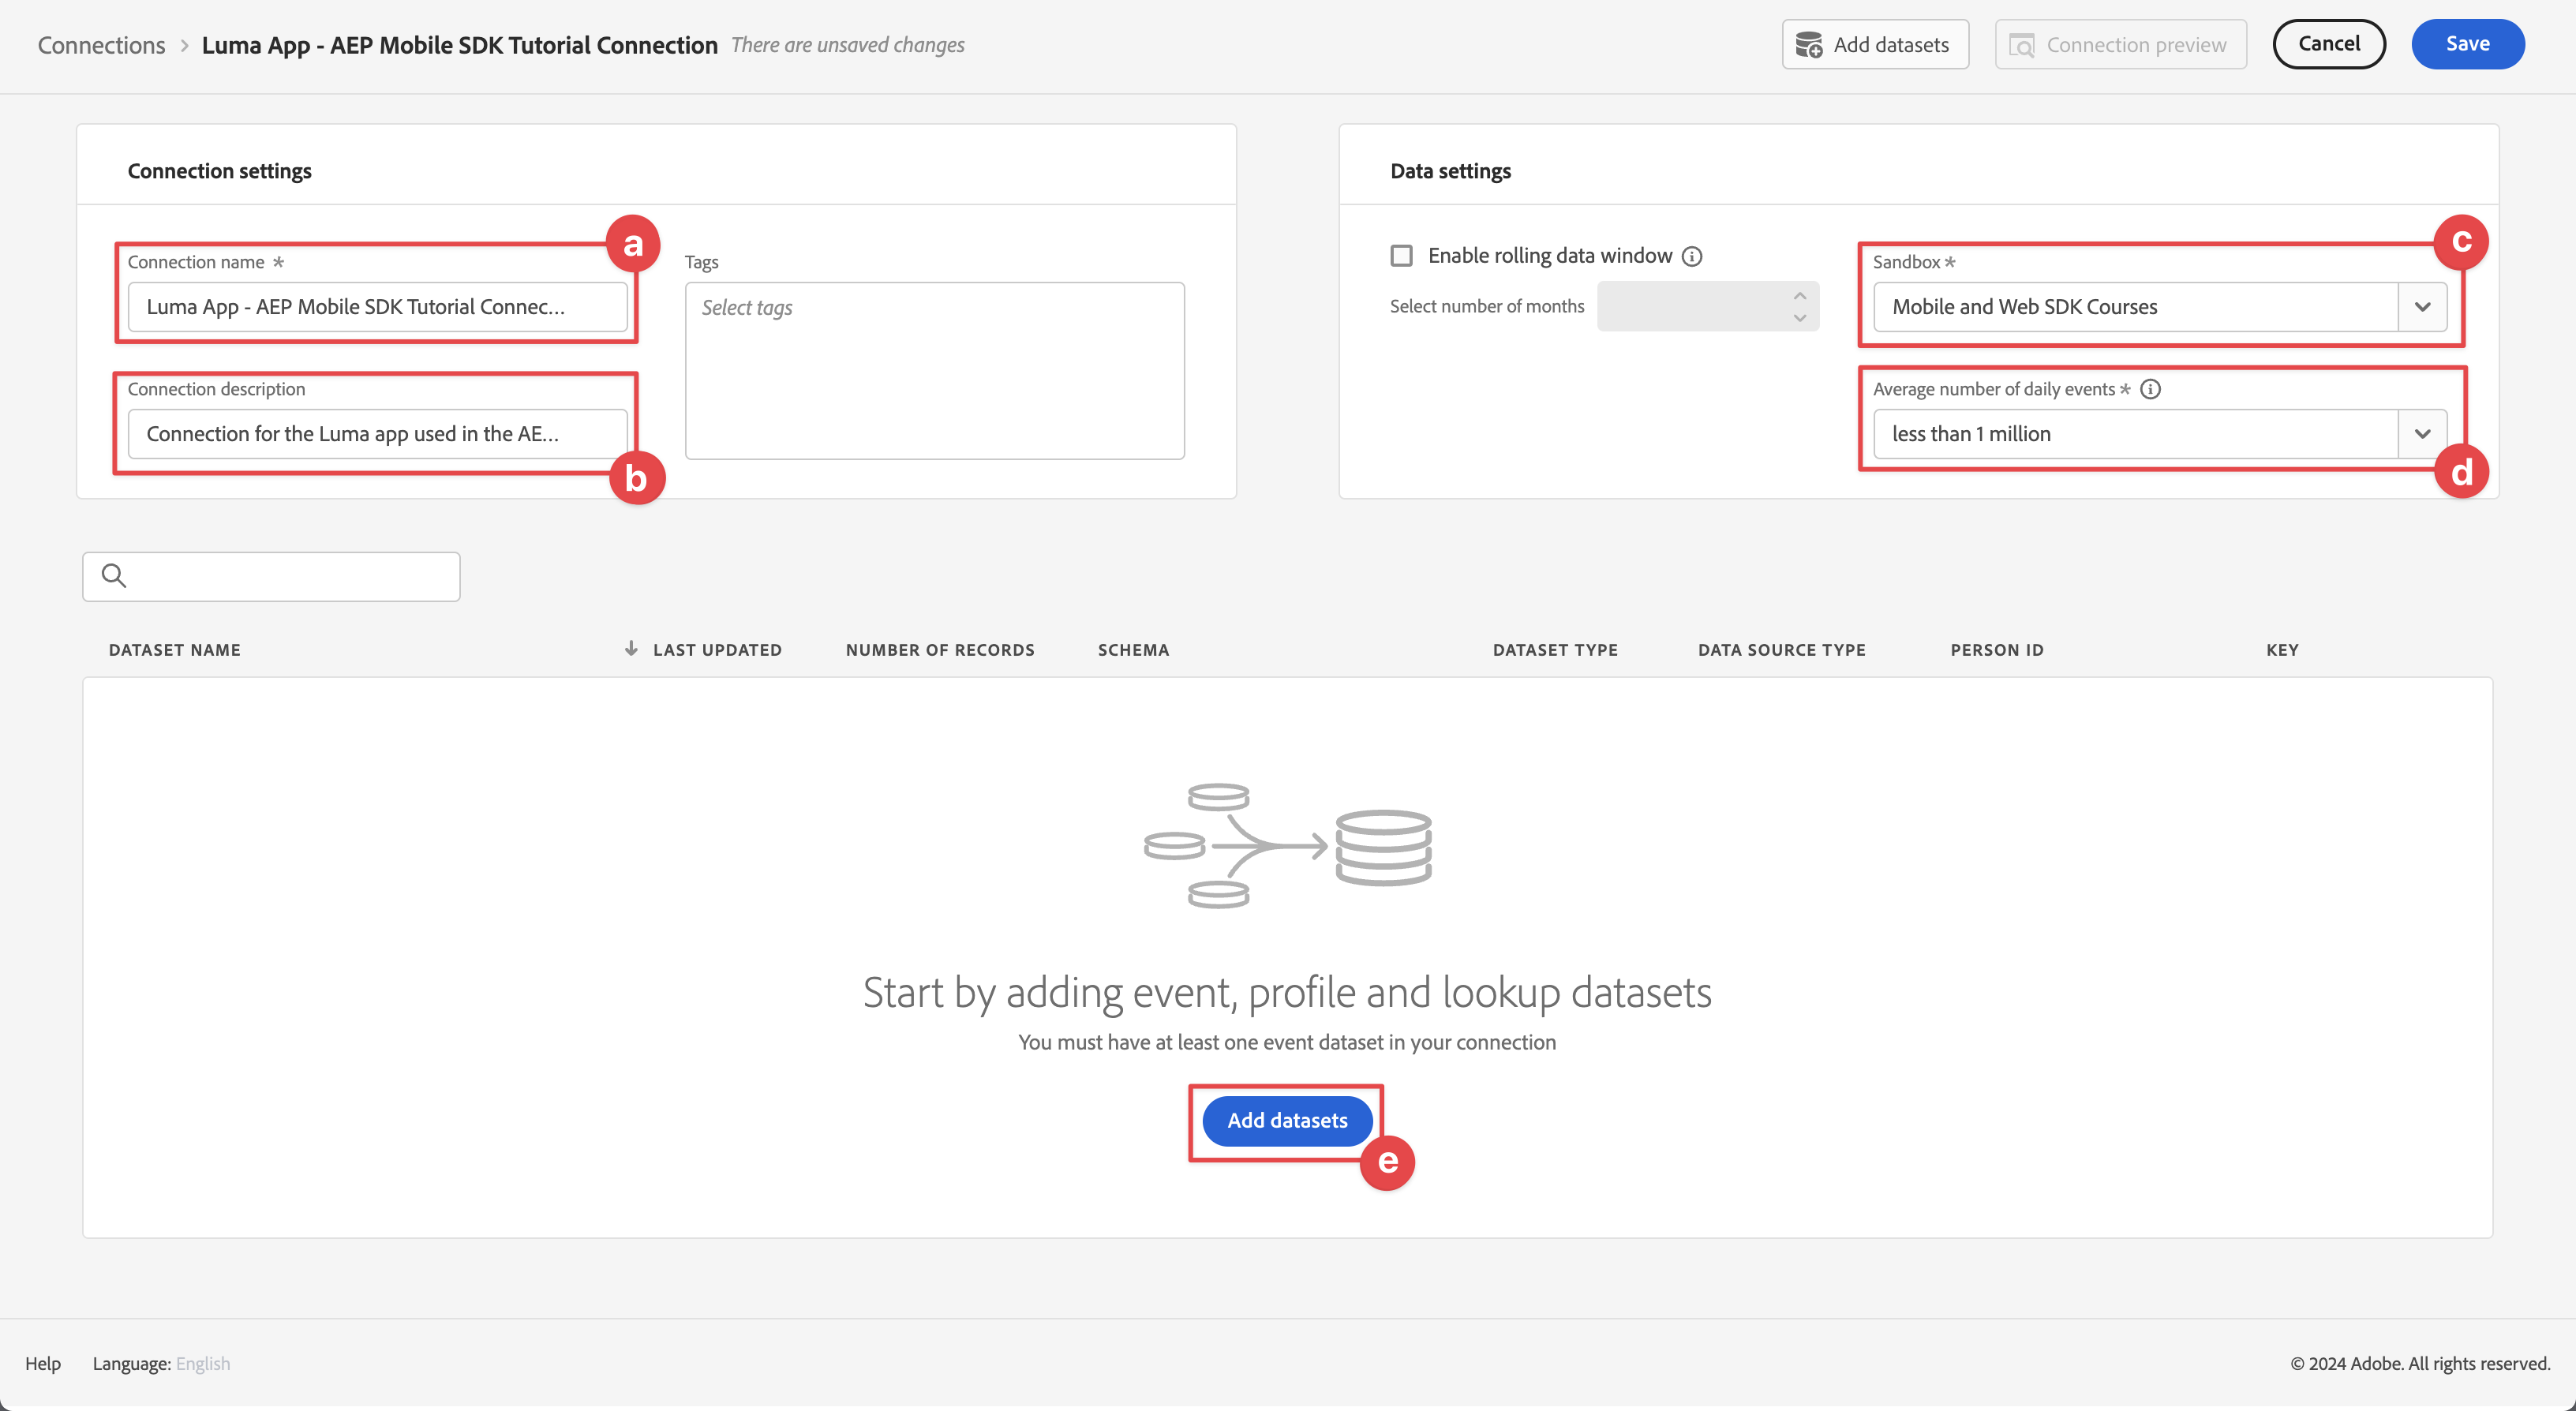 Connections > Luma App - AEP Mobile SDK Tutorial Connection There are unsaved changes
Add datasets
Connection preview
Cancel
Save
Connection settings
a
Connection name *
Luma App - AEP Mobile SDK Tutorial Connec...
Connection description
Connection for the Luma app used in the AE...
b
Tags
Select tags
Data settings
Enable rolling data window
Select number of months
c
Sandbox *
Mobile and Web SDK Courses
Average number of daily events *
less than 1 million
d
DATASET NAME LAST UPDATED NUMBER OF RECORDS SCHEMA DATASET TYPE DATA SOURCE TYPE PERSON ID KEY
Start by adding event, profile and lookup datasets
You must have at least one event dataset in your connection
Add datasets
e
Help Language: English
© 2024 Adobe. All rights reserved.